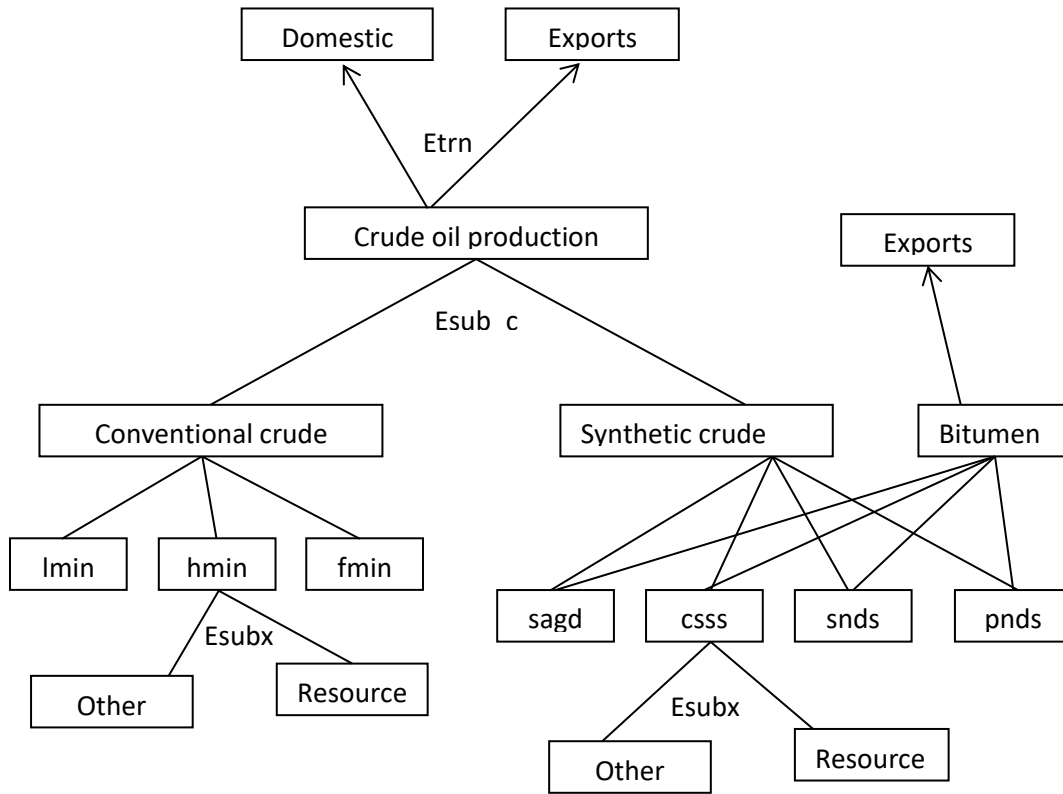 Domestic
Exports
Etrn
Crude oil production
Exports
Esub c
Conventional crude
Synthetic crude
Bitumen
lmin
hmin
fmin
sagd
csss
snds
pnds
Esubx
Other
Resource
Esubx
Other
Resource